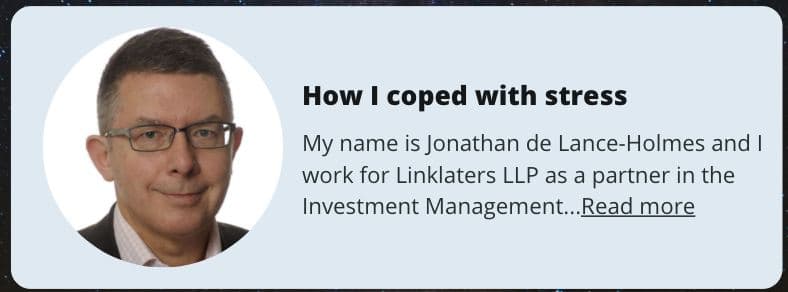 How I coped with stress
My name is Jonathan de Lance-Holmes and I
work for Linklaters LLP as a partner in the
Investment Management...Read more